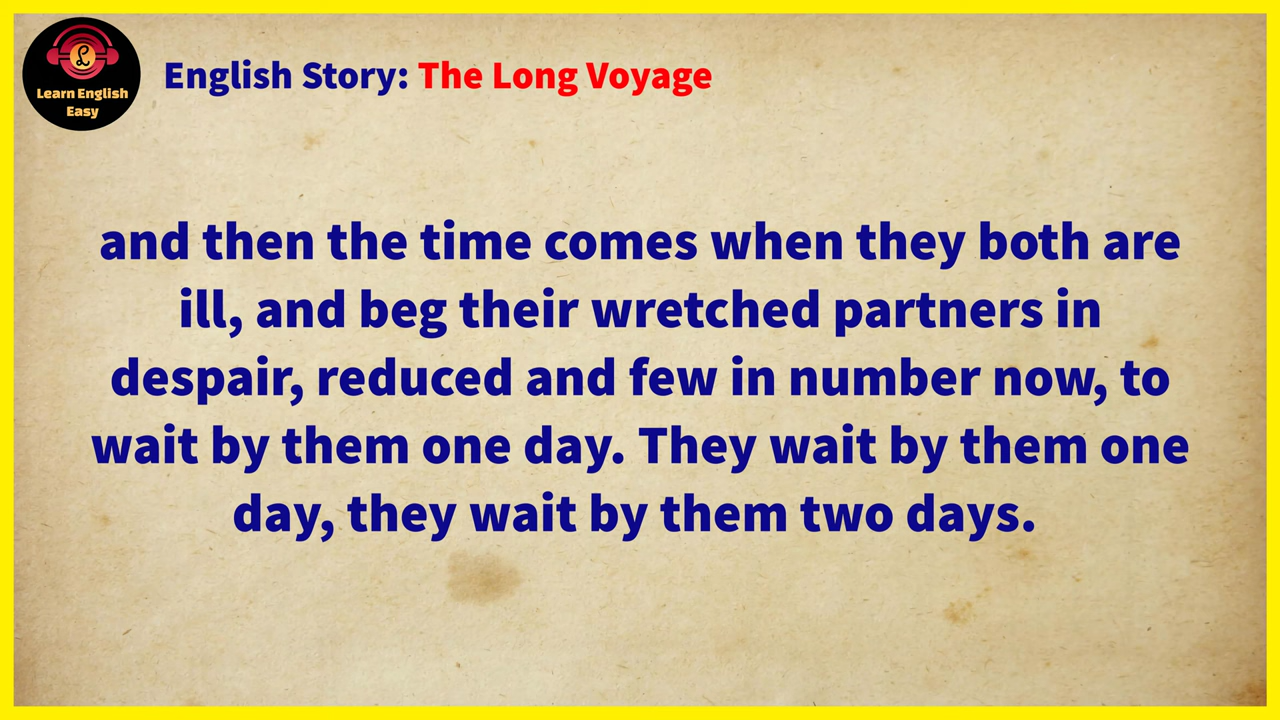 Learn English
Easy
English Story: The Long Voyage
and then the time comes when they both are
ill, and beg their wretched partners in
despair, reduced and few in number now, to
wait by them one day. They wait by them one
day, they wait by them two days.